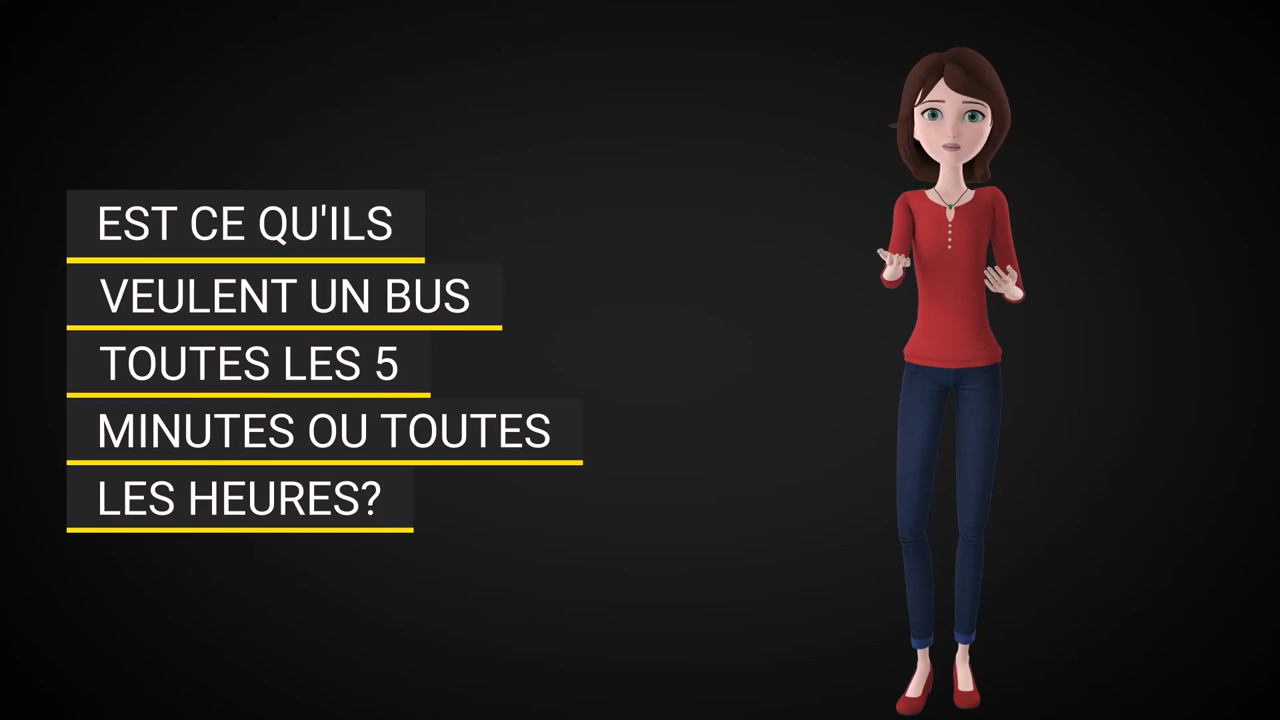 EST CE QU'ILS
VEULENT UN BUS
TOUTES LES 5
MINUTES OU TOUTES
LES HEURES?